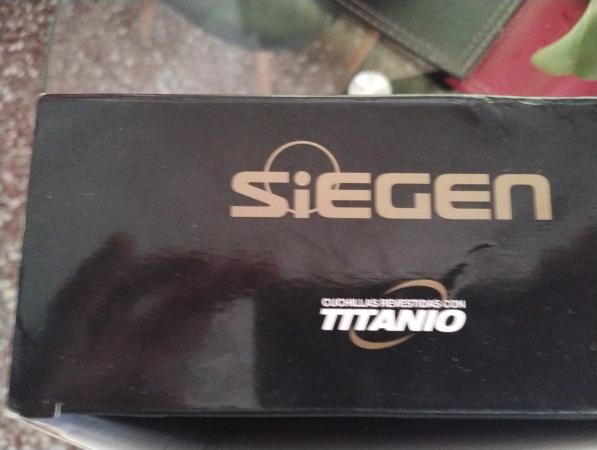 SiEGEN
CUCHILLAS REVESTIDAS CON
TITANIO